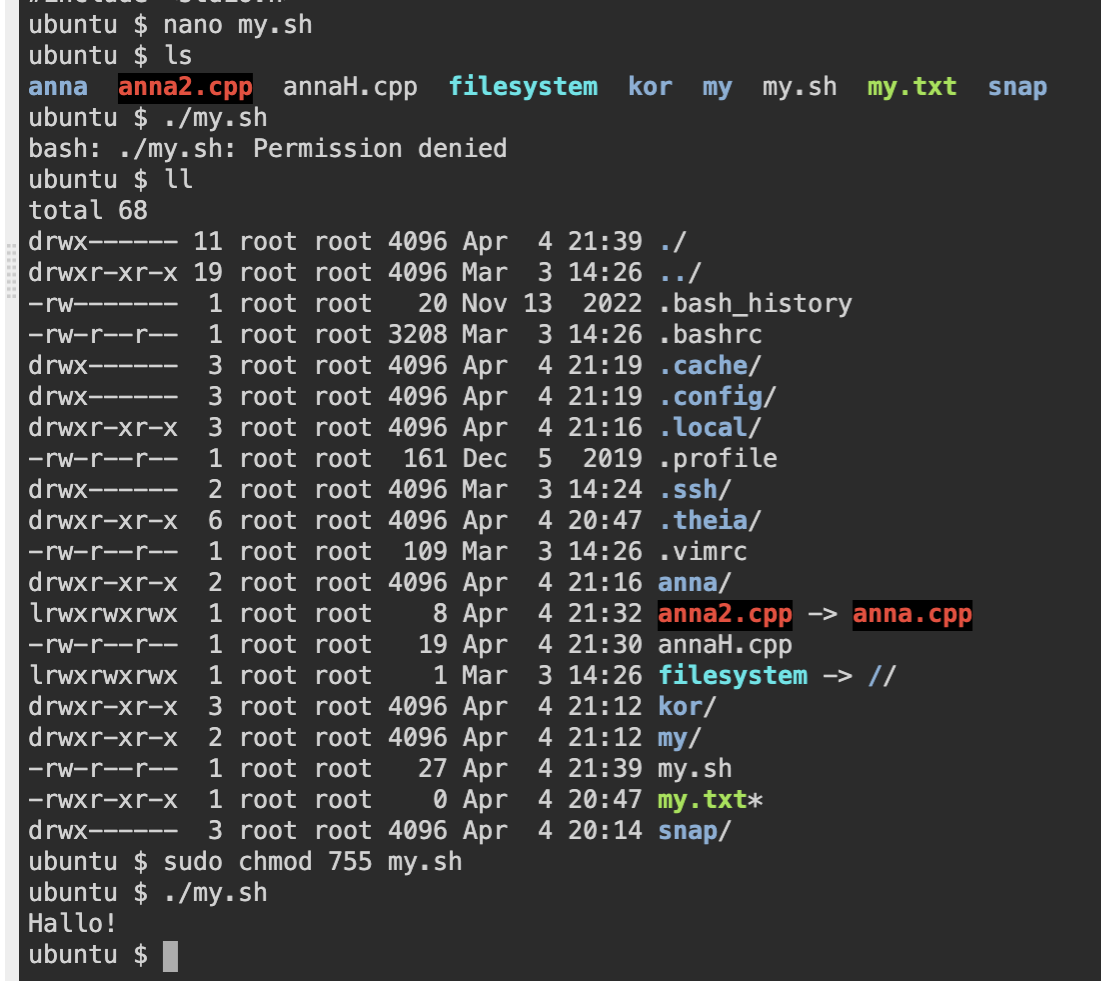 ubuntu $ nano my.sh
ubuntu $ ls
anna  anna2.cpp  annaH.cpp  filesystem  kor  my  my.sh  my.txt  snap
ubuntu $ ./my.sh
bash: ./my.sh: Permission denied
ubuntu $ ll
total 68
drwx------ 11 root root 4096 Apr  4 21:39 ./
drwxr-xr-x 19 root root 4096 Mar  3 14:26 ../
-rw-------  1 root root   20 Nov 13  2022 .bash_history
-rw-r--r--  1 root root 3208 Mar  3 14:26 .bashrc
drwx------  3 root root 4096 Apr  4 21:19 .cache/
drwx------  3 root root 4096 Apr  4 21:19 .config/
drwxr-xr-x  3 root root 4096 Apr  4 21:16 .local/
-rw-r--r--  1 root root  161 Dec  5  2019 .profile
drwx------  2 root root 4096 Mar  3 14:24 .ssh/
drwxr-xr-x  6 root root 4096 Apr  4 20:47 .theia/
-rw-r--r--  1 root root  109 Mar  3 14:26 .vimrc
drwxr-xr-x  2 root root 4096 Apr  4 21:16 anna/
lrwxrwxrwx  1 root root    8 Apr  4 21:32 anna2.cpp -> anna.cpp
-rw-r--r--  1 root root   19 Apr  4 21:30 annaH.cpp
lrwxrwxrwx  1 root root    1 Mar  3 14:26 filesystem -> //
drwxr-xr-x  3 root root 4096 Apr  4 21:12 kor/
drwxr-xr-x  2 root root 4096 Apr  4 21:12 my/
-rw-r--r--  1 root root   27 Apr  4 21:39 my.sh
-rwxr-xr-x  1 root root    0 Apr  4 20:47 my.txt*
drwx------  3 root root 4096 Apr  4 20:14 snap/
ubuntu $ sudo chmod 755 my.sh
ubuntu $ ./my.sh
Hallo!
ubuntu $